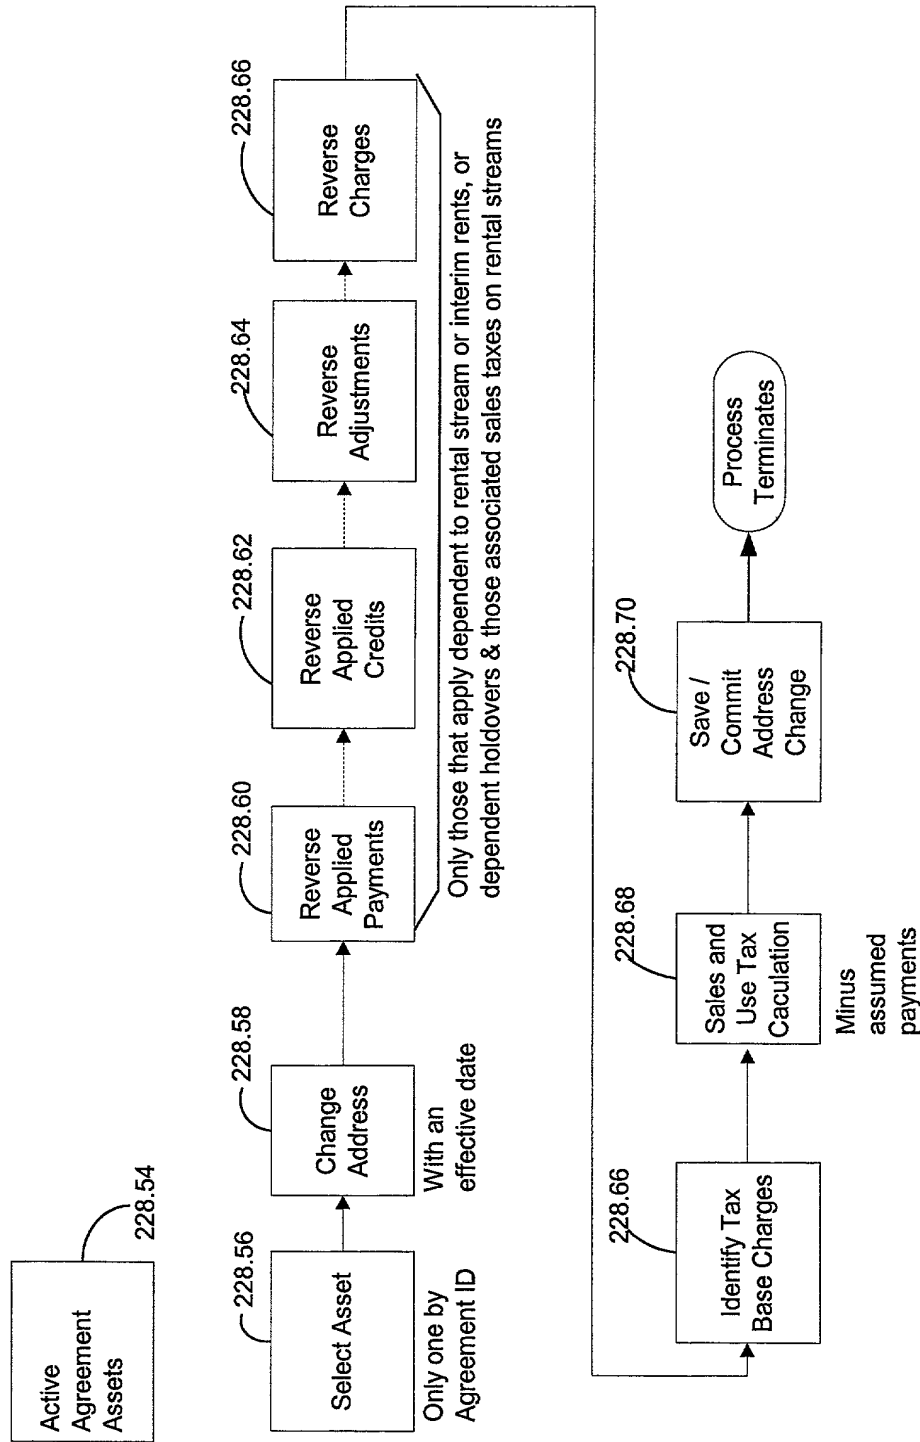 Active
Agreement
Assets
228.54
228.56
Select Asset
Only one by
Agreement ID
228.58
Change
Address
With an
effective date
228.60
Reverse
Applied
Payments
228.62
Reverse
Applied
Credits
228.64
Reverse
Adjustments
228.66
Reverse
Charges
Only those that apply dependent to rental stream or interim rents, or
dependent holdovers & those associated sales taxes on rental streams
228.66
Identify Tax
Base Charges
228.68
Sales and
Use Tax
Caculation
Minus
assumed
payments
228.70
Save /
Commit
Address
Change
Process
Terminates